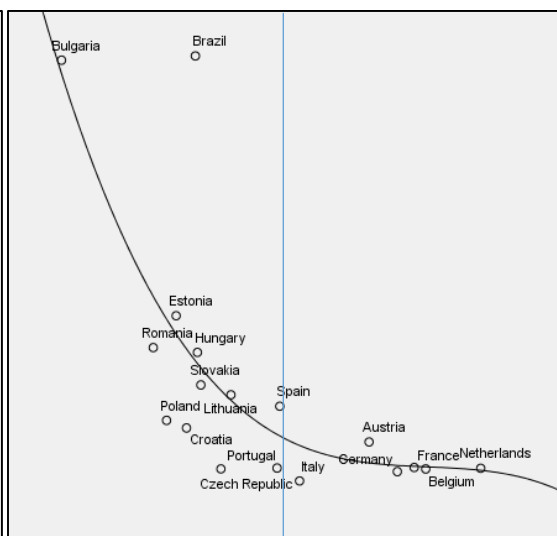 Bulgaria
Brazil
Estonia
Romania
Hungary
Slovakia
Spain
Poland
Lithuania
Croatia
Austria
Portugal
Italy
Germany
France
Netherlands
Czech Republic
Belgium